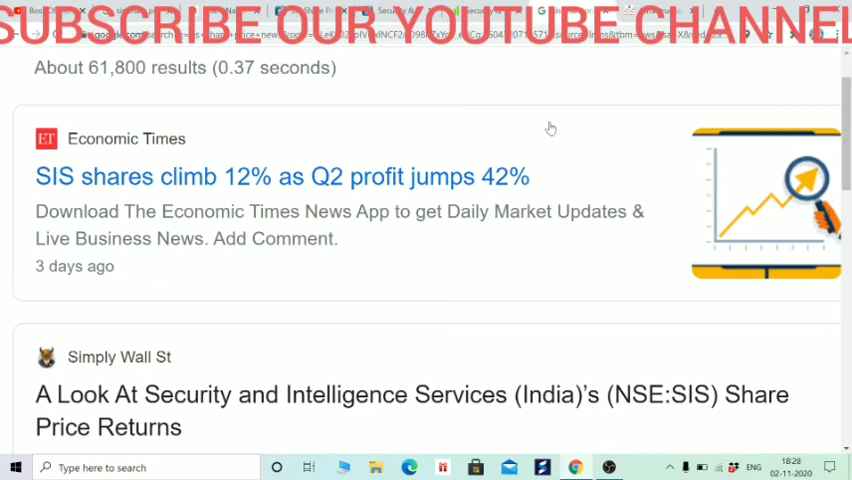 SUBSCRIBE OUR YOUTUBE CHANNEL
About 61,800 results (0.37 seconds)
ET Economic Times
SIS shares climb 12% as Q2 profit jumps 42%
Download The Economic Times News App to get Daily Market Updates &
Live Business News. Add Comment.
3 days ago
Simply Wall St
A Look At Security and Intelligence Services (India)'s (NSE:SIS) Share
Price Returns
Type here to search
ENG
18:28
02-11-2020